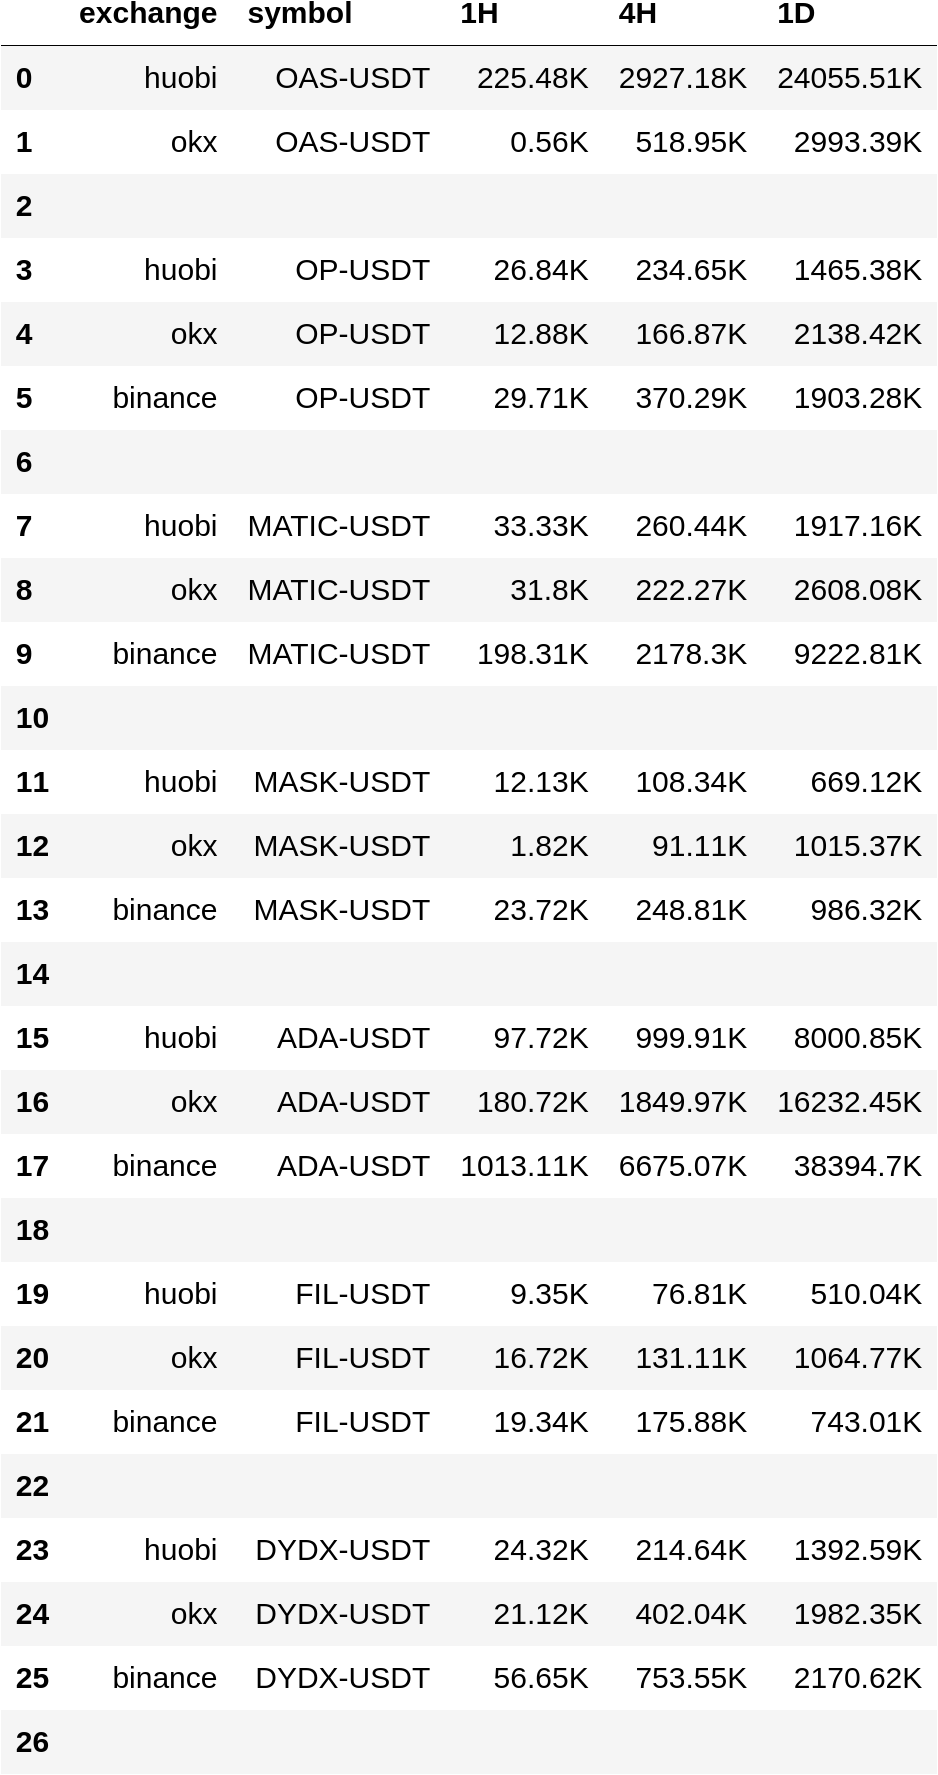 exchange symbol 1H 4H 1D
0 huobi OAS-USDT 225.48K 2927.18K 24055.51K
1 okx OAS-USDT 0.56K 518.95K 2993.39K
2
3 huobi OP-USDT 26.84K 234.65K 1465.38K
4 okx OP-USDT 12.88K 166.87K 2138.42K
5 binance OP-USDT 29.71K 370.29K 1903.28K
6
7 huobi MATIC-USDT 33.33K 260.44K 1917.16K
8 okx MATIC-USDT 31.8K 222.27K 2608.08K
9 binance MATIC-USDT 198.31K 2178.3K 9222.81K
10
11 huobi MASK-USDT 12.13K 108.34K 669.12K
12 okx MASK-USDT 1.82K 91.11K 1015.37K
13 binance MASK-USDT 23.72K 248.81K 986.32K
14
15 huobi ADA-USDT 97.72K 999.91K 8000.85K
16 okx ADA-USDT 180.72K 1849.97K 16232.45K
17 binance ADA-USDT 1013.11K 6675.07K 38394.7K
18
19 huobi FIL-USDT 9.35K 76.81K 510.04K
20 okx FIL-USDT 16.72K 131.11K 1064.77K
21 binance FIL-USDT 19.34K 175.88K 743.01K
22
23 huobi DYDX-USDT 24.32K 214.64K 1392.59K
24 okx DYDX-USDT 21.12K 402.04K 1982.35K
25 binance DYDX-USDT 56.65K 753.55K 2170.62K
26